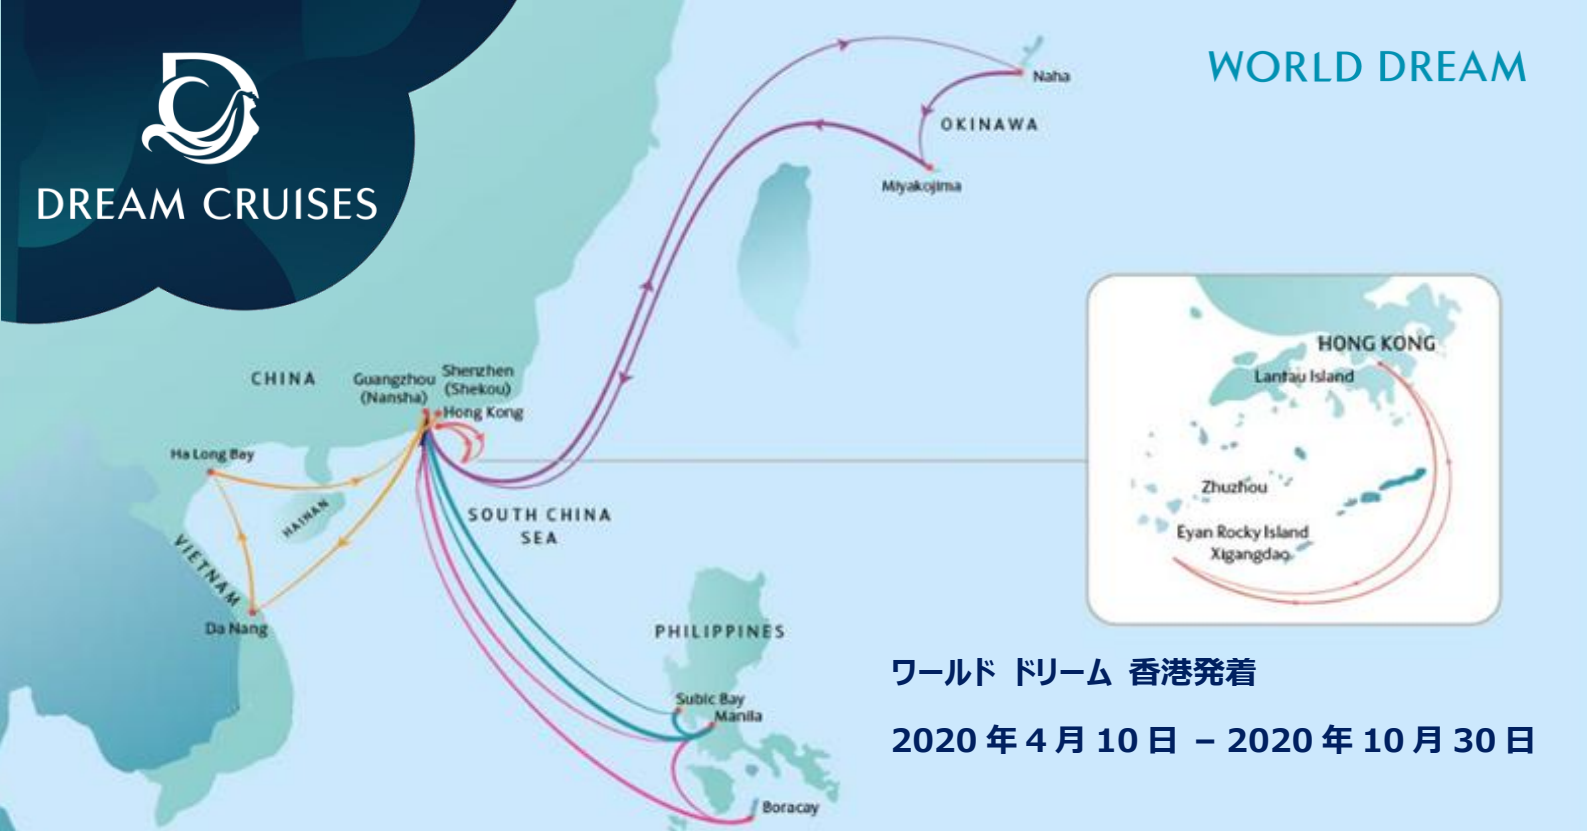 DREAM CRUISES
WORLD DREAM
Naha
OKINAWA
Miyakojima
CHINA
Guangzhou
(Nansha)
Shenzhen
(Shekou)
Hong Kong
Ha Long Bay
HAINAN
VIETNAM
Da Nang
SOUTH CHINA
SEA
PHILIPPINES
Subic Bay
Manila
Boracay
HONG KONG
Lantau Island
Zhuzhou
Eyan Rocky Island
Xigangdao
ワールド ドリーム 香港発着
2020 年 4 月 10 日 – 2020 年 10 月 30 日